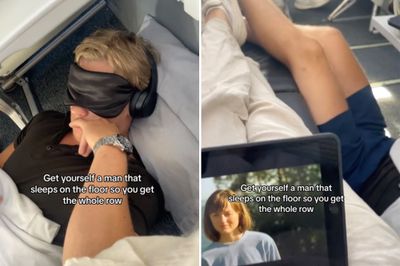 Get yourself a man that
sleeps on the floor so you get
the whole row
Get yourself a man that
sleeps on the floor so you get
the whole row